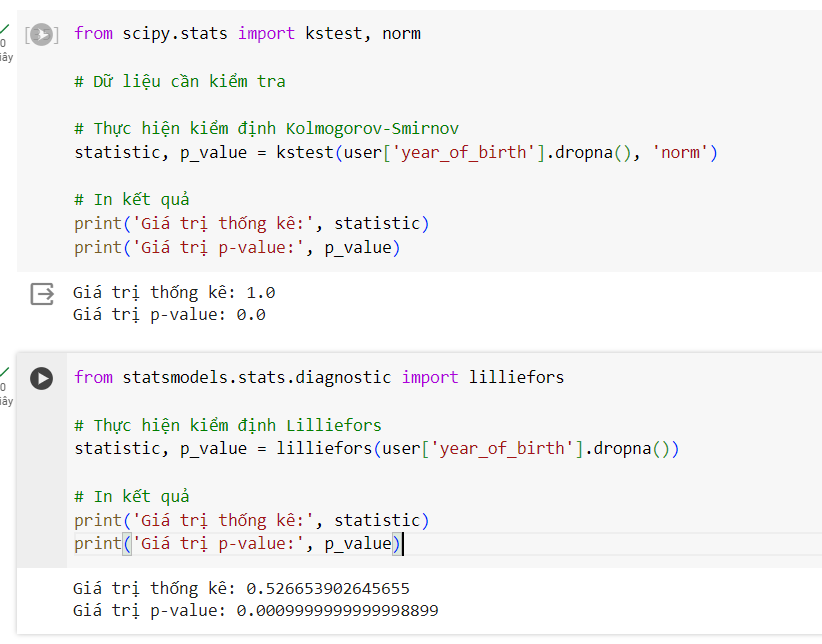 from scipy.stats import kstest, norm
0
iây
# Dữ liệu cần kiểm tra
# Thực hiện kiểm định Kolmogorov-Smirnov
statistic, p_value = kstest(user['year_of_birth'].dropna(), 'norm')
# In kết quả
print('Giá trị thống kê:', statistic)
print('Giá trị p-value:', p_value)
Giá trị thống kê: 1.0
Giá trị p-value: 0.0
from statsmodels.stats.diagnostic import lilliefors
0
iây
# Thực hiện kiểm định Lilliefors
statistic, p_value = lilliefors(user['year_of_birth'].dropna())
# In kết quả
print('Giá trị thống kê:', statistic)
print('Giá trị p-value:', p_value)
Giá trị thống kê: 0.526653902645655
Giá trị p-value: 0.0009999999999998899